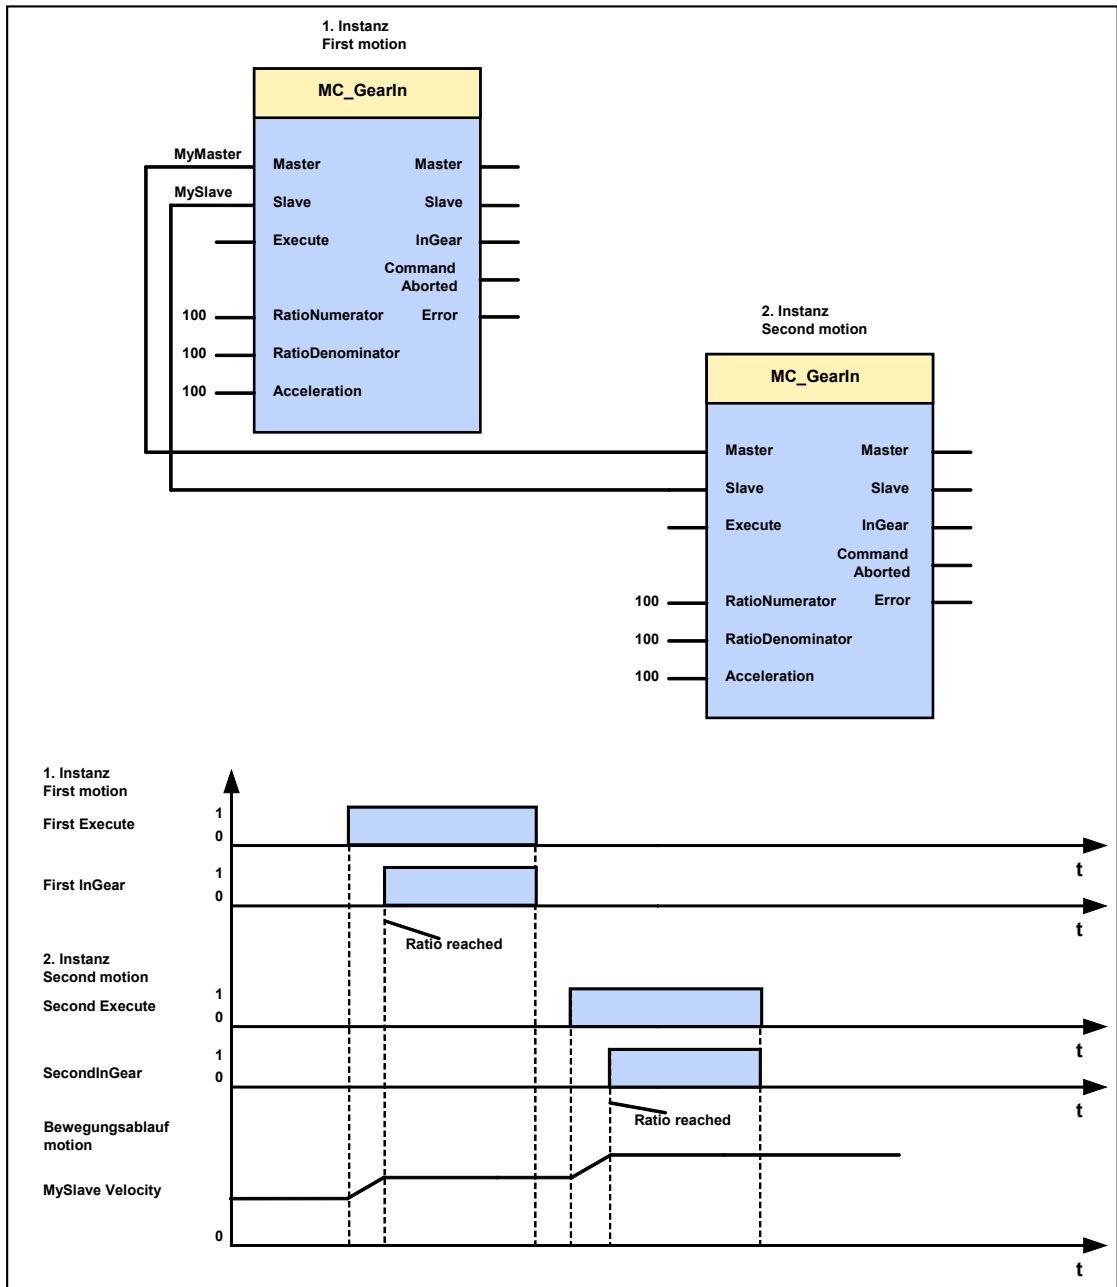 1. Instanz
First motion
MC_GearIn
MyMaster
Master
Master
MySlave
Slave
Slave
Execute
InGear
Command
Aborted
100
RatioNumerator
Error
100
RatioDenominator
100
Acceleration
2. Instanz
Second motion
MC_GearIn
Master
Master
Slave
Slave
Execute
InGear
Command
Aborted
100
RatioNumerator
Error
100
RatioDenominator
100
Acceleration
1. Instanz
First motion
First Execute
1
0
t
First InGear
1
0
t
Ratio reached
2. Instanz
Second motion
Second Execute
1
0
t
SecondInGear
1
0
t
Ratio reached
Bewegungsablauf
motion
MySlave Velocity
0
t